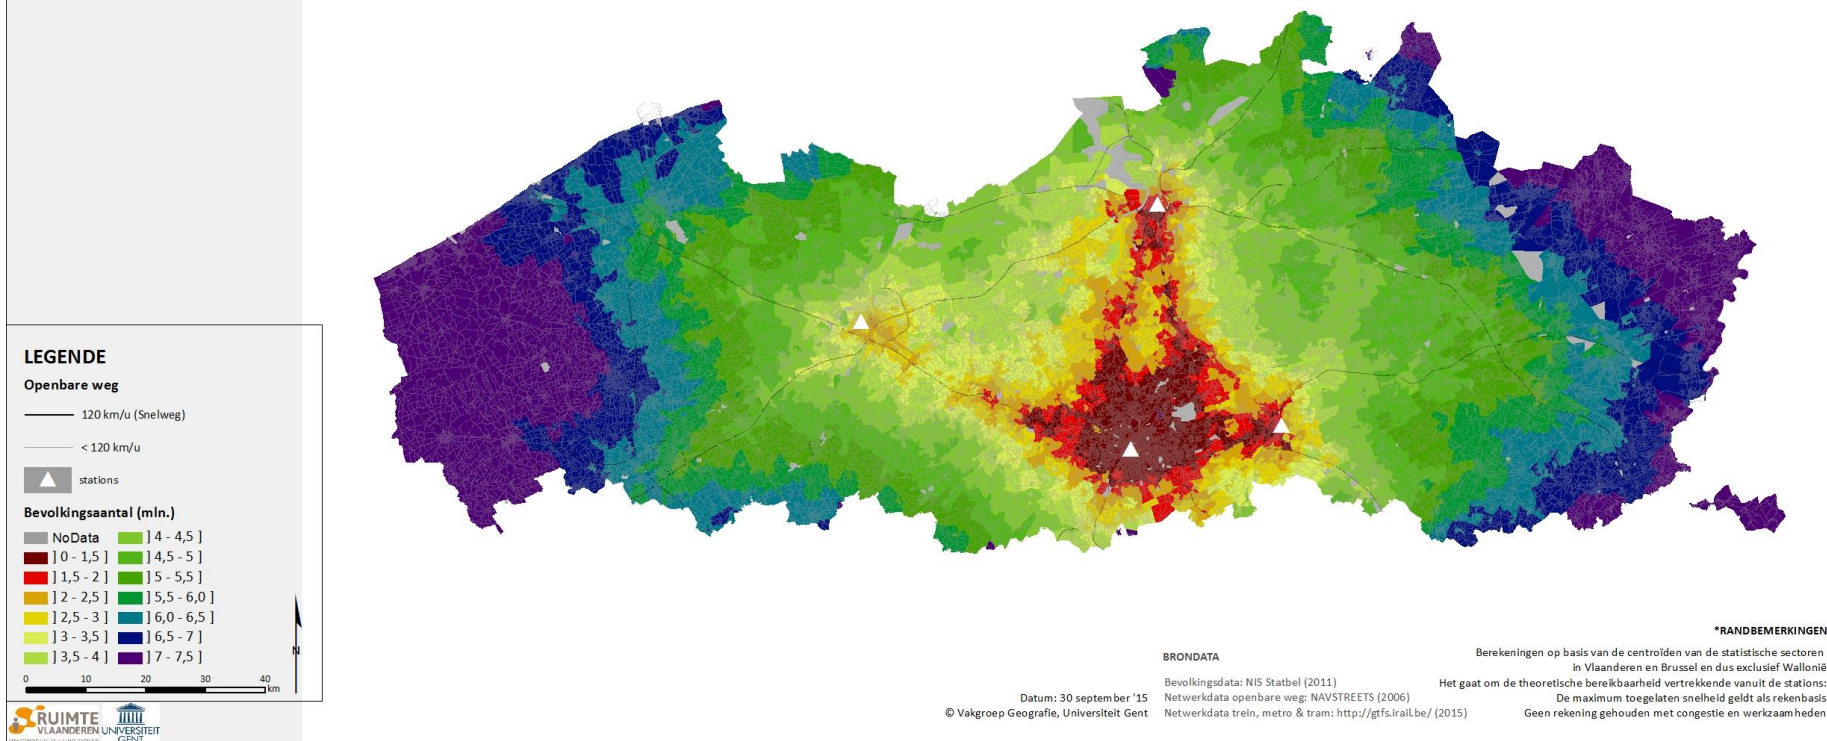 LEGENDE
Openbare weg
120 km/u (Snelweg)
< 120 km/u
stations
Bevolkingsaantal (mln.)
NoData
] 0 - 1,5 ]
] 1,5 - 2 ]
] 2 - 2,5 ]
] 2,5 - 3 ]
] 3 - 3,5 ]
] 3,5 - 4 ]
] 4 - 4,5 ]
] 4,5 - 5 ]
] 5 - 5,5 ]
] 5,5 - 6,0 ]
] 6,0 - 6,5 ]
] 6,5 - 7 ]
] 7 - 7,5 ]
N
0 10 20 30 40
km
RUIMTE
VLAANDEREN
UNIVERSITEIT
GENT
Datum: 30 september '15
© Vakgroep Geografie, Universiteit Gent
BRONDATA
Bevolkingsdata: NIS Statbel (2011)
Netwerkdata openbare weg: NAVSTREETS (2006)
Netwerkdata trein, metro & tram: http://gtfs.irail.be/ (2015)
*RANDBEMERKINGEN
Berekeningen op basis van de centroïden van de statistische sectoren
in Vlaanderen en Brussel en dus exclusief Wallonië
Het gaat om de theoretische bereikbaarheid vertrekkende vanuit de stations:
De maximum toegelaten snelheid geldt als rekenbasis
Geen rekening gehouden met congestie en werkzaamheden